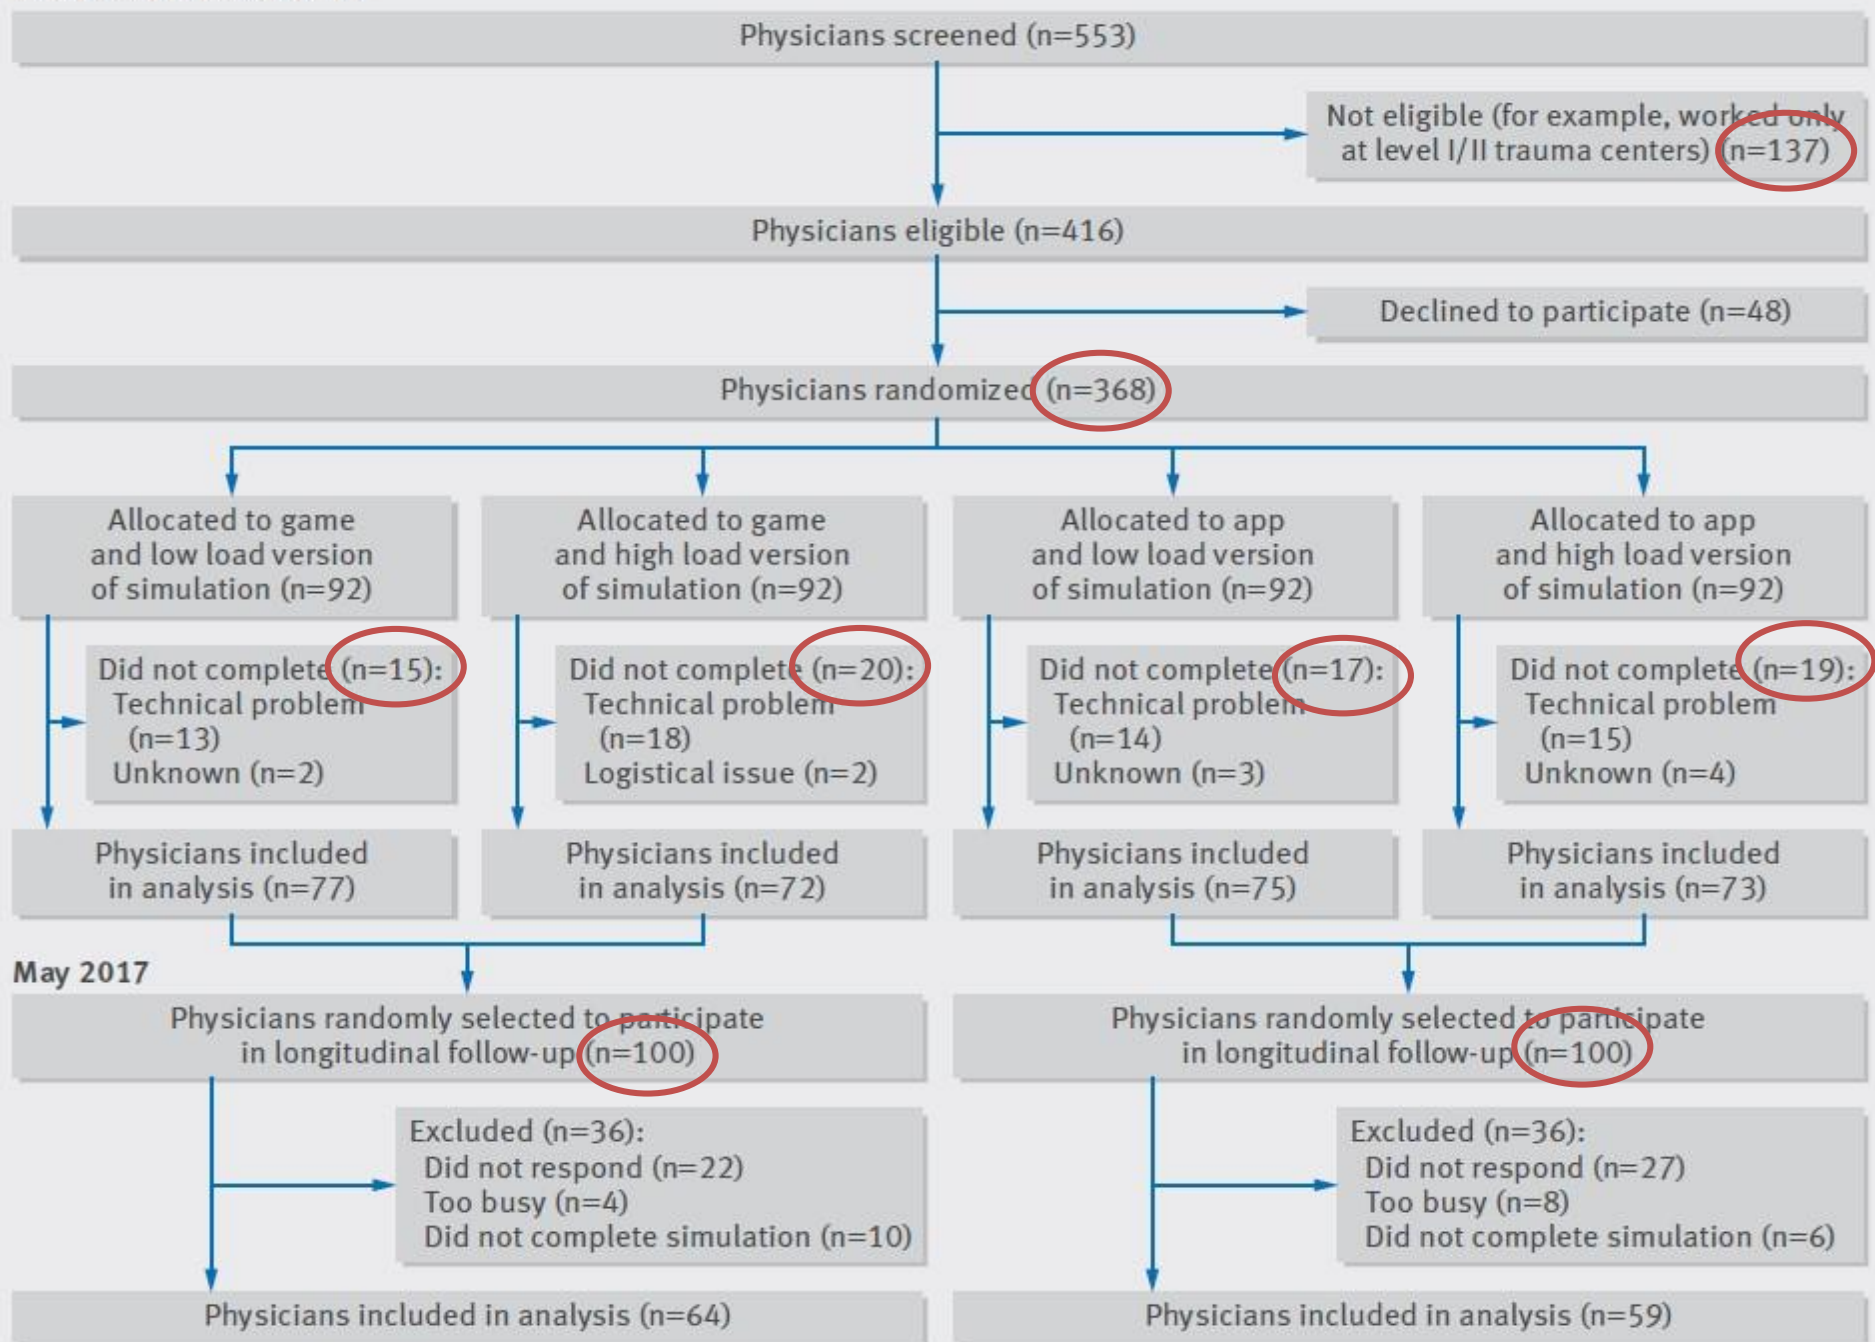 Physicians screened (n=553)
Not eligible (for example, worked only
at level I/II trauma centers) (n=137)
Physicians eligible (n=416)
Declined to participate (n=48)
Physicians randomized (n=368)
Allocated to game
and low load version
of simulation (n=92)
Allocated to game
and high load version
of simulation (n=92)
Allocated to app
and low load version
of simulation (n=92)
Allocated to app
and high load version
of simulation (n=92)
Did not complete (n=15):
Technical problem
(n=13)
Unknown (n=2)
Did not complete (n=20):
Technical problem
(n=18)
Logistical issue (n=2)
Did not complete (n=17):
Technical problem
(n=14)
Unknown (n=3)
Did not complete (n=19):
Technical problem
(n=15)
Unknown (n=4)
Physicians included
in analysis (n=77)
Physicians included
in analysis (n=72)
Physicians included
in analysis (n=75)
Physicians included
in analysis (n=73)
May 2017
Physicians randomly selected to participate
in longitudinal follow-up (n=100)
Physicians randomly selected to participate
in longitudinal follow-up (n=100)
Excluded (n=36):
Did not respond (n=22)
Too busy (n=4)
Did not complete simulation (n=10)
Excluded (n=36):
Did not respond (n=27)
Too busy (n=8)
Did not complete simulation (n=6)
Physicians included in analysis (n=64)
Physicians included in analysis (n=59)